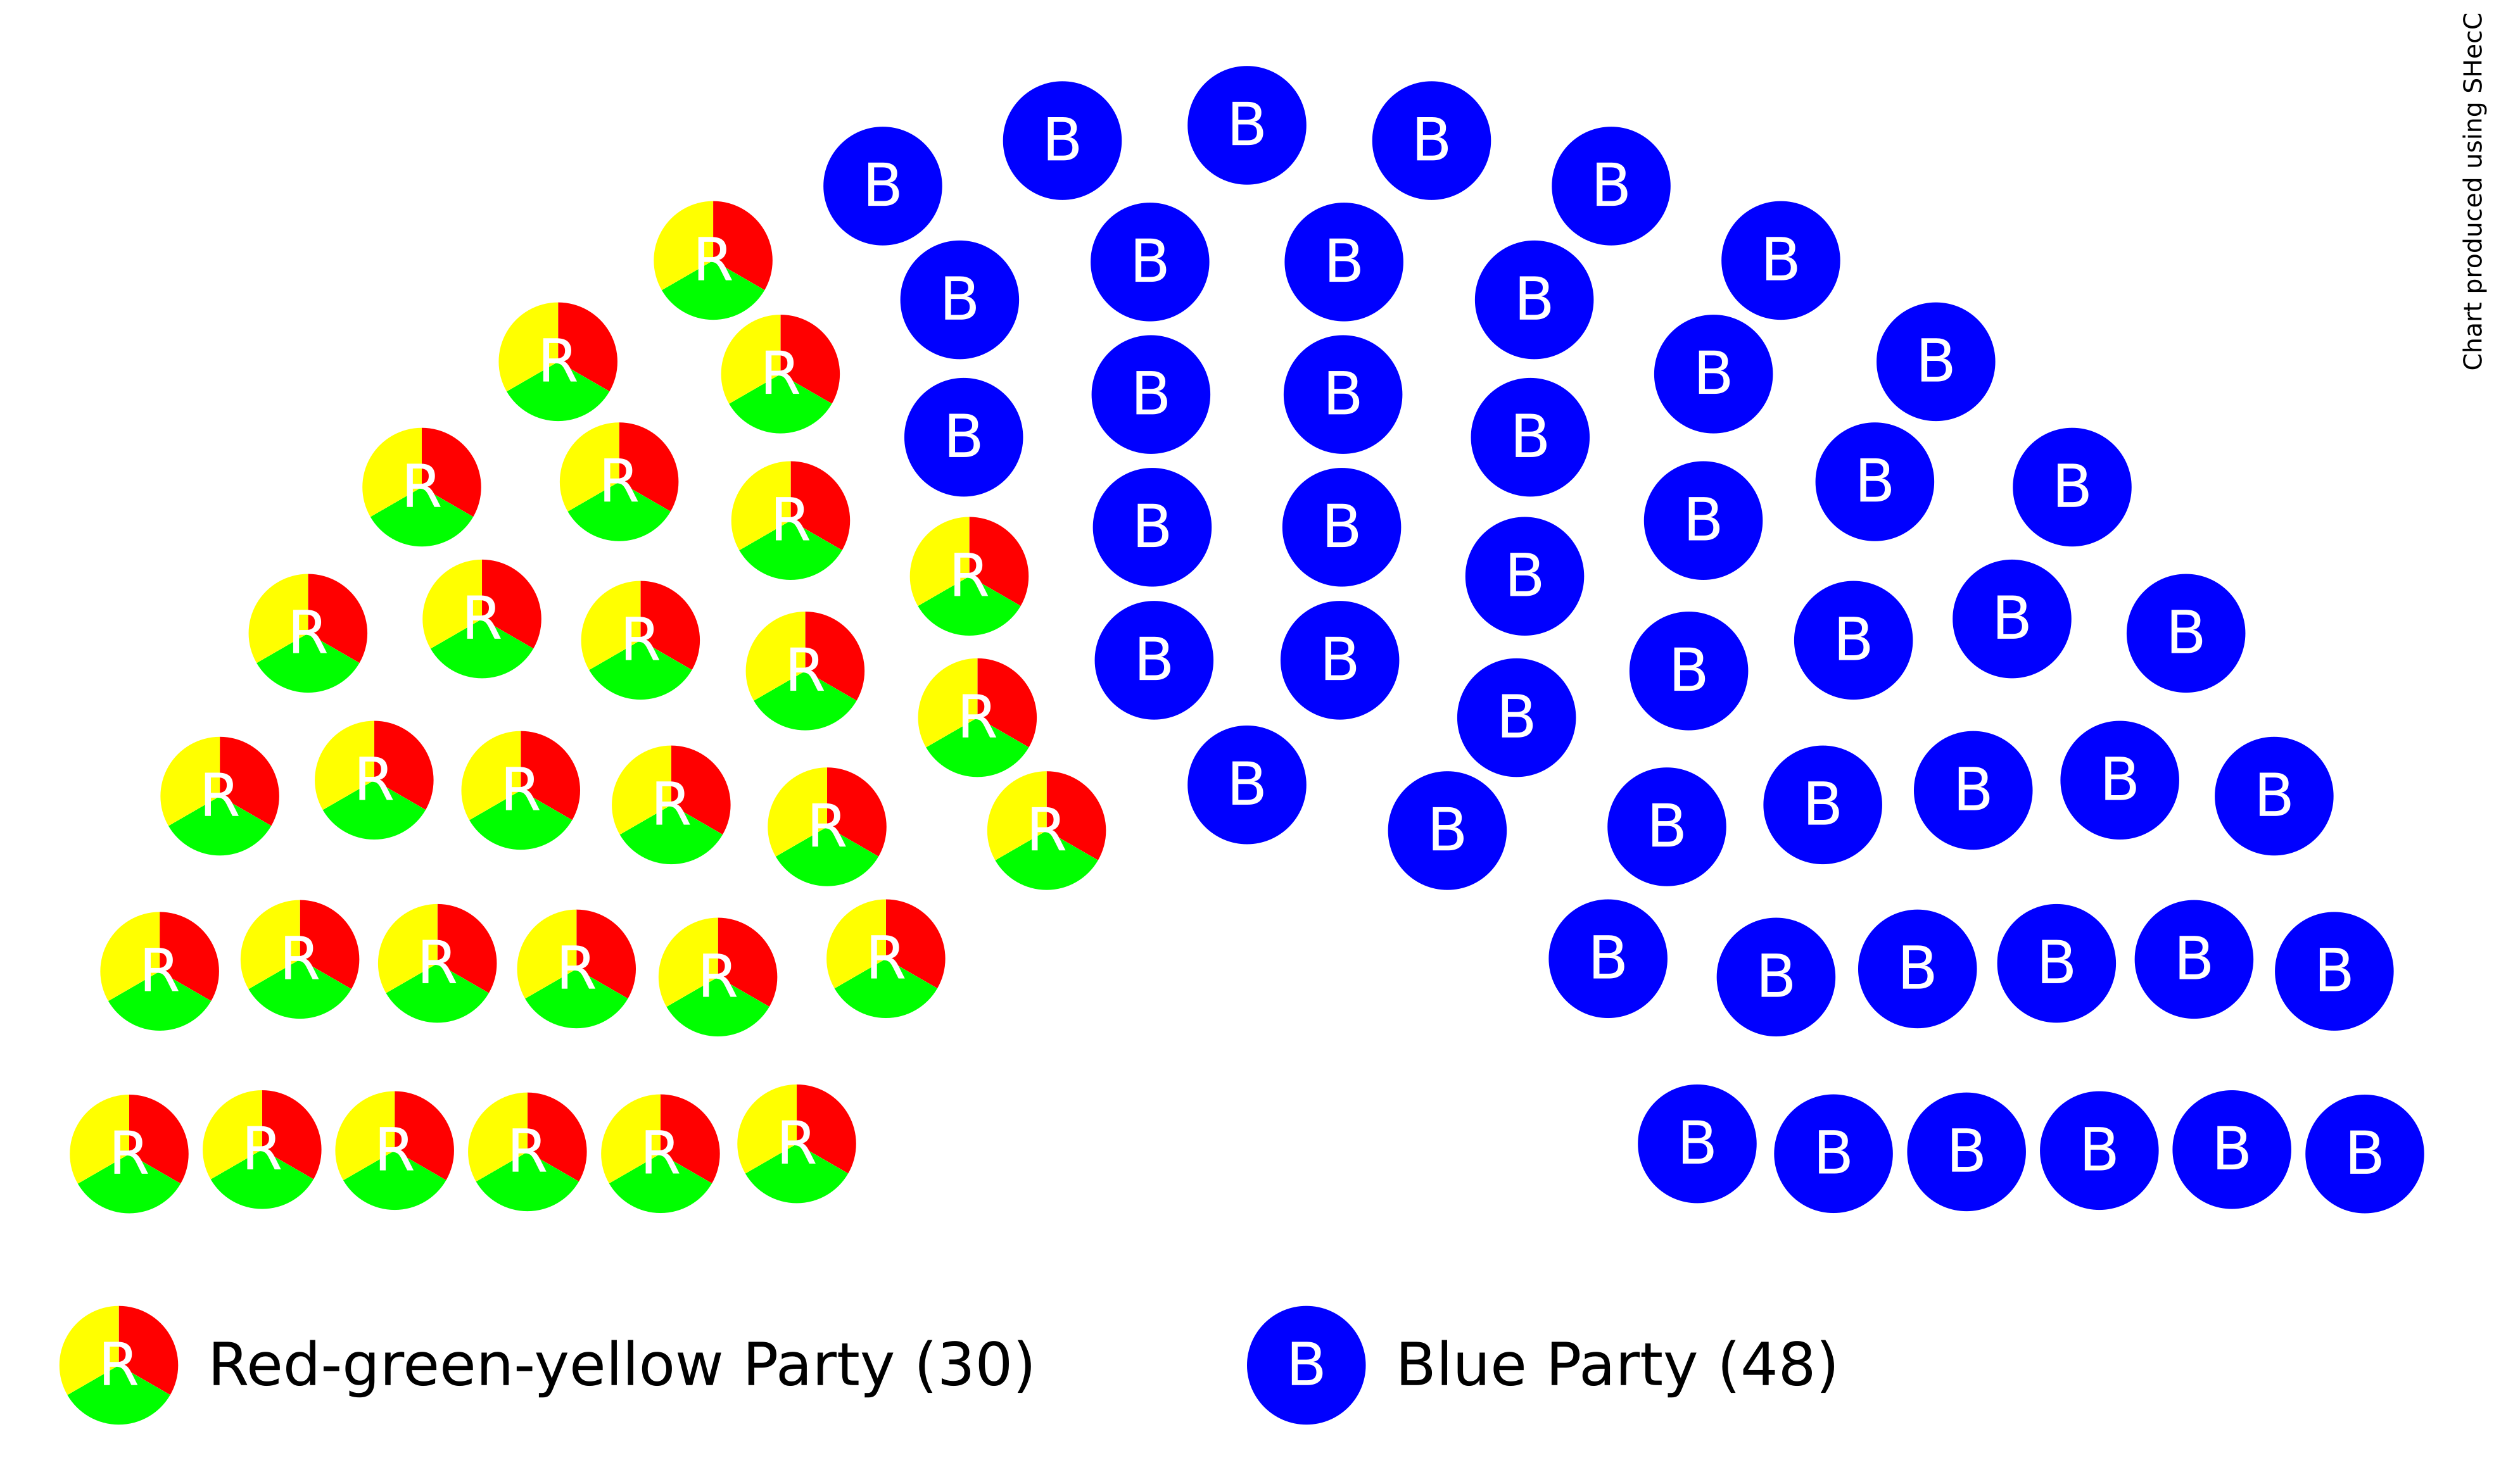 Chart produced using SHecC
B
B B
B B
R B B B B
R R B B B B
B B B B
R R B B
R B B B
R R B B
R R B B
R R B B
R B B
R R B B
R R R B B B
R R R B B B
R R B B
R R R R B B B B
R R B B
R R R R R R B B B B B B
R Red-green-yellow Party (30) B Blue Party (48)